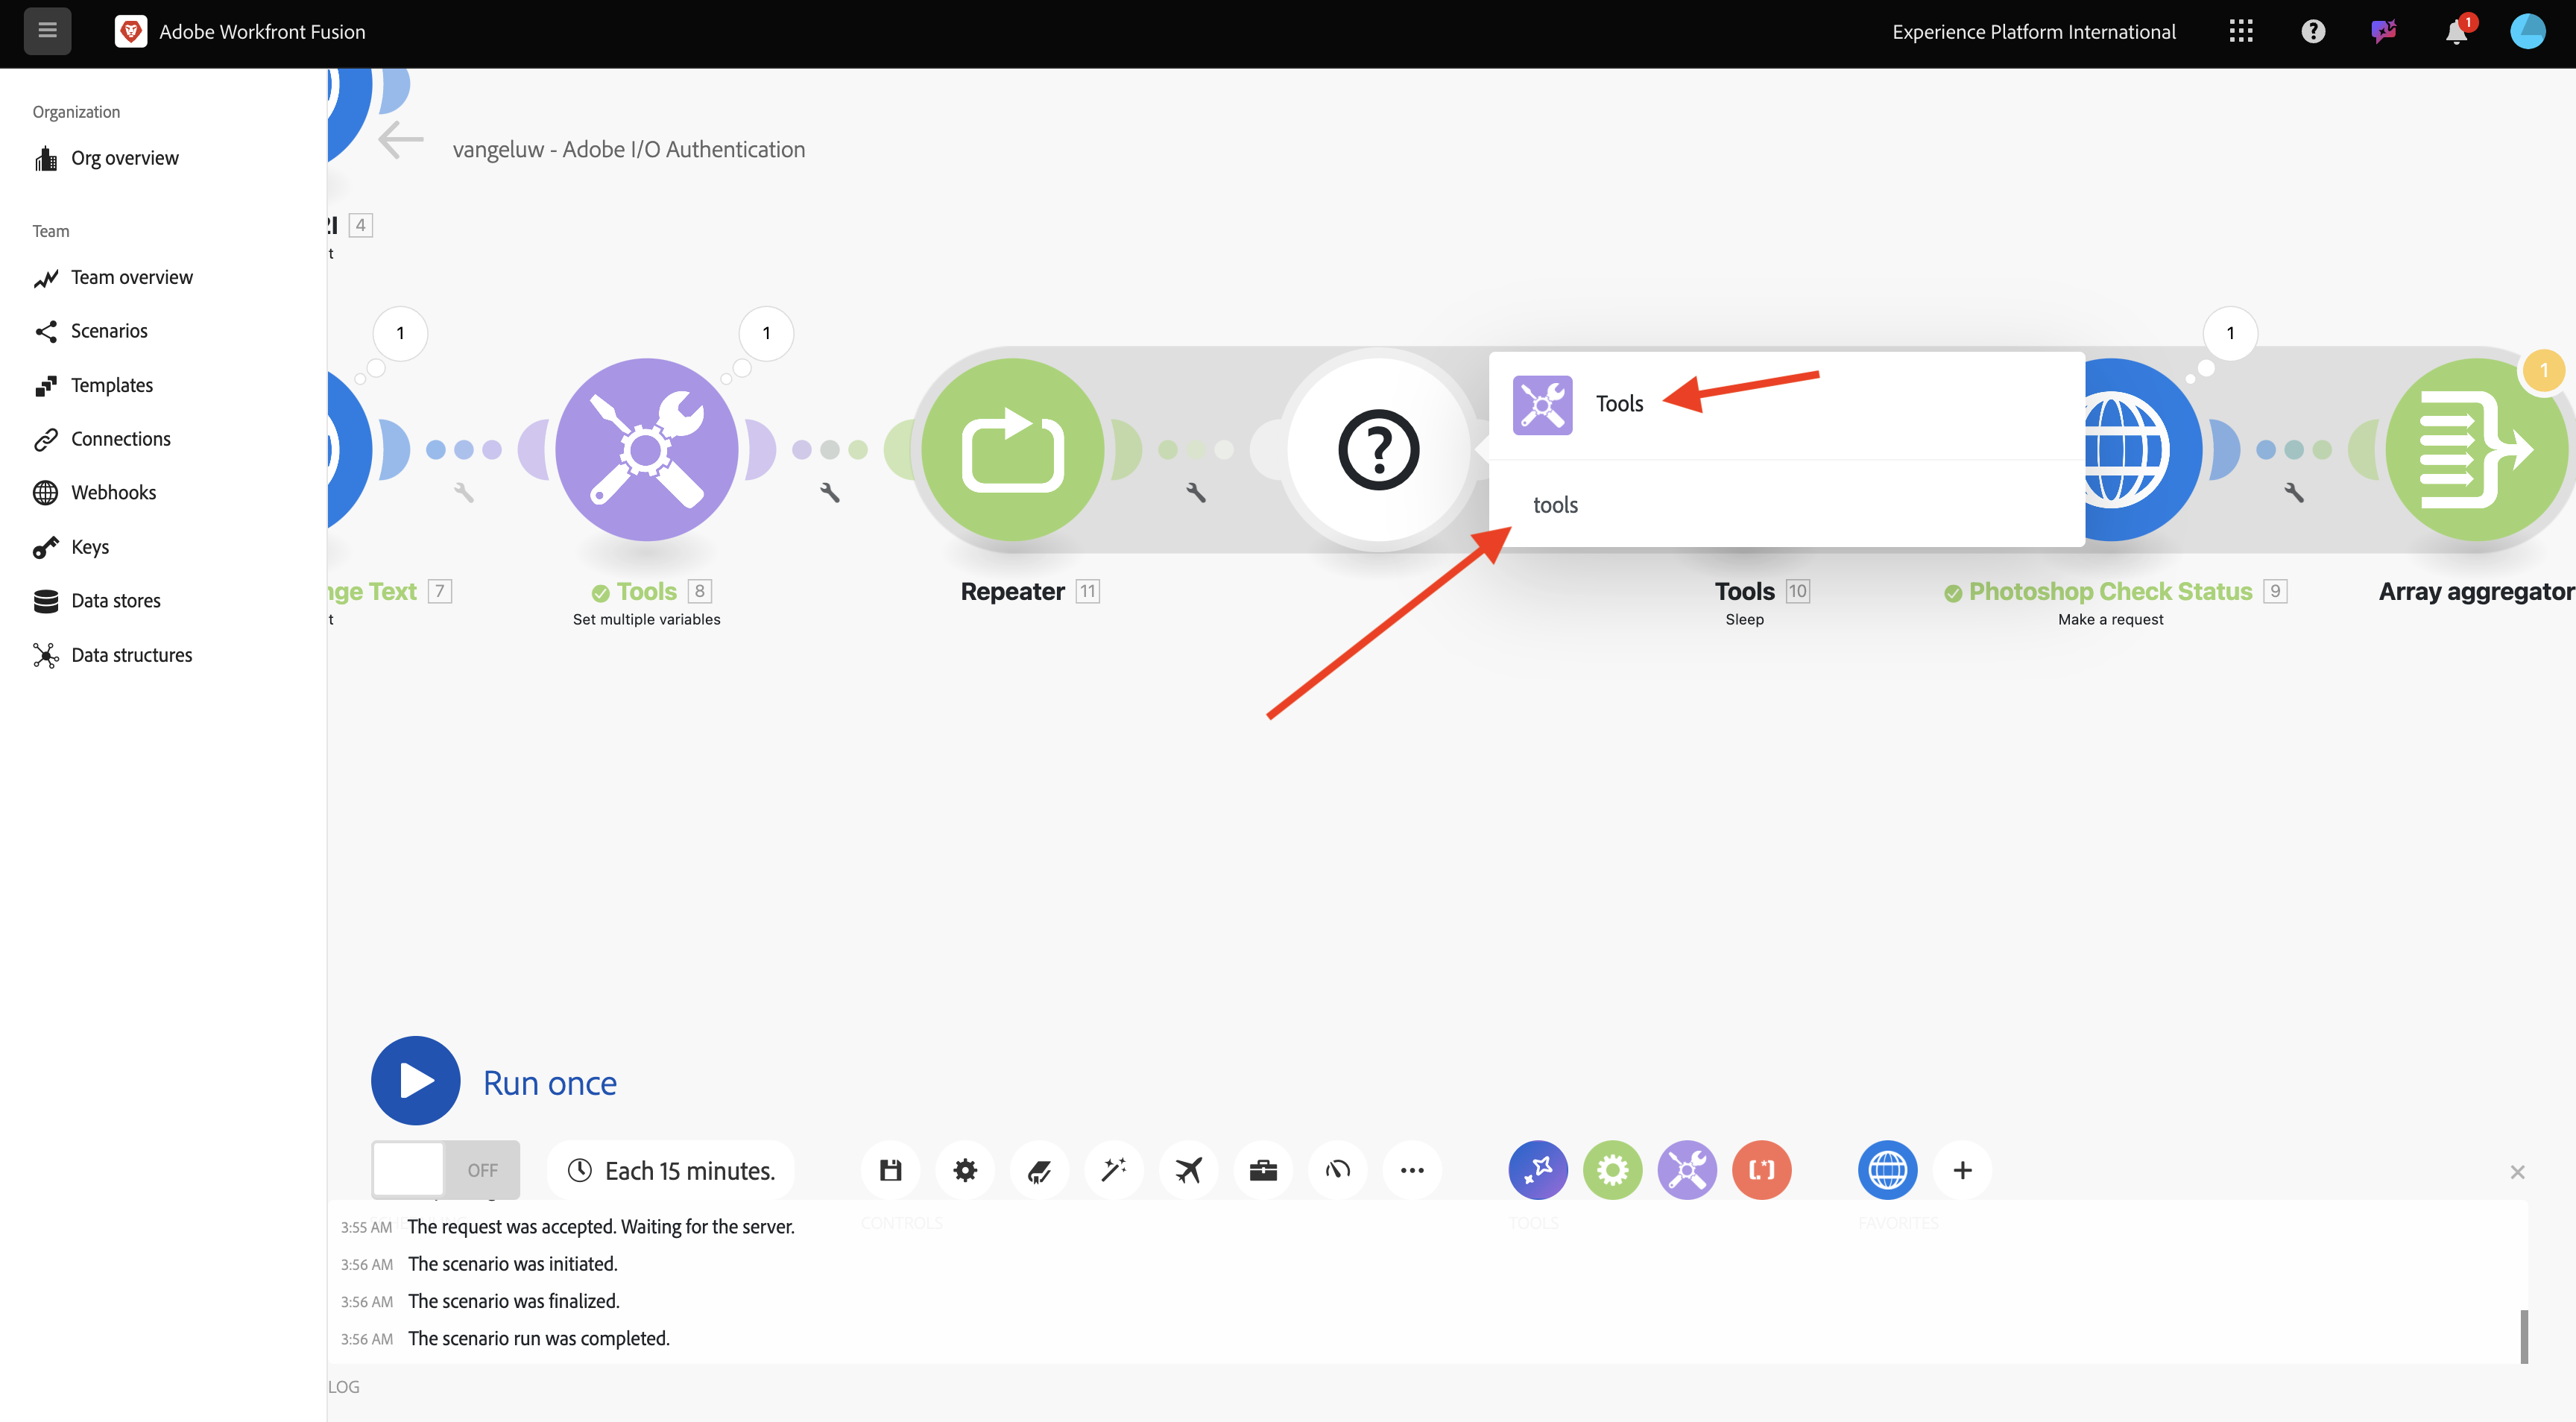 Adobe Workfront Fusion
Experience Platform International
1
Organization
Org overview
Team
Team overview
Scenarios
Templates
Connections
Webhooks
Keys
Data stores
Data structures
vangeluw - Adobe I/O Authentication
4
t
1
1
1
1
?
Tools
tools
nge Text 7
t
Tools 8
Set multiple variables
Repeater 11
Tools 10
Sleep
Photoshop Check Status 9
Make a request
Array aggregator
Run once
OFF
Each 15 minutes.
[.*]
CONTROLS
TOOLS
FAVORITES
3:55 AM The request was accepted. Waiting for the server.
3:56 AM The scenario was initiated.
3:56 AM The scenario was finalized.
3:56 AM The scenario run was completed.
LOG